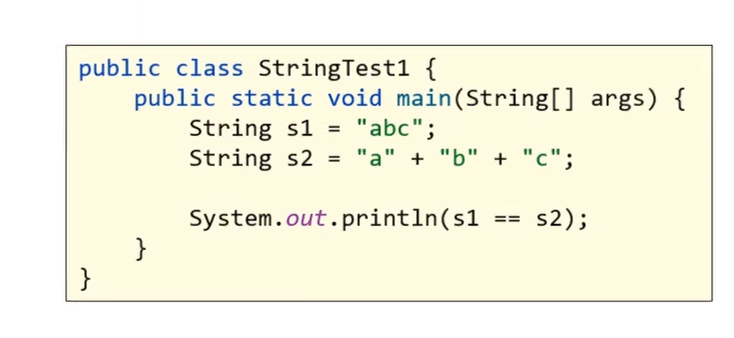 public class StringTest1 {
    public static void main(String[] args) {
        String s1 = "abc";
        String s2 = "a" + "b" + "c";

        System.out.println(s1 == s2);
    }
}